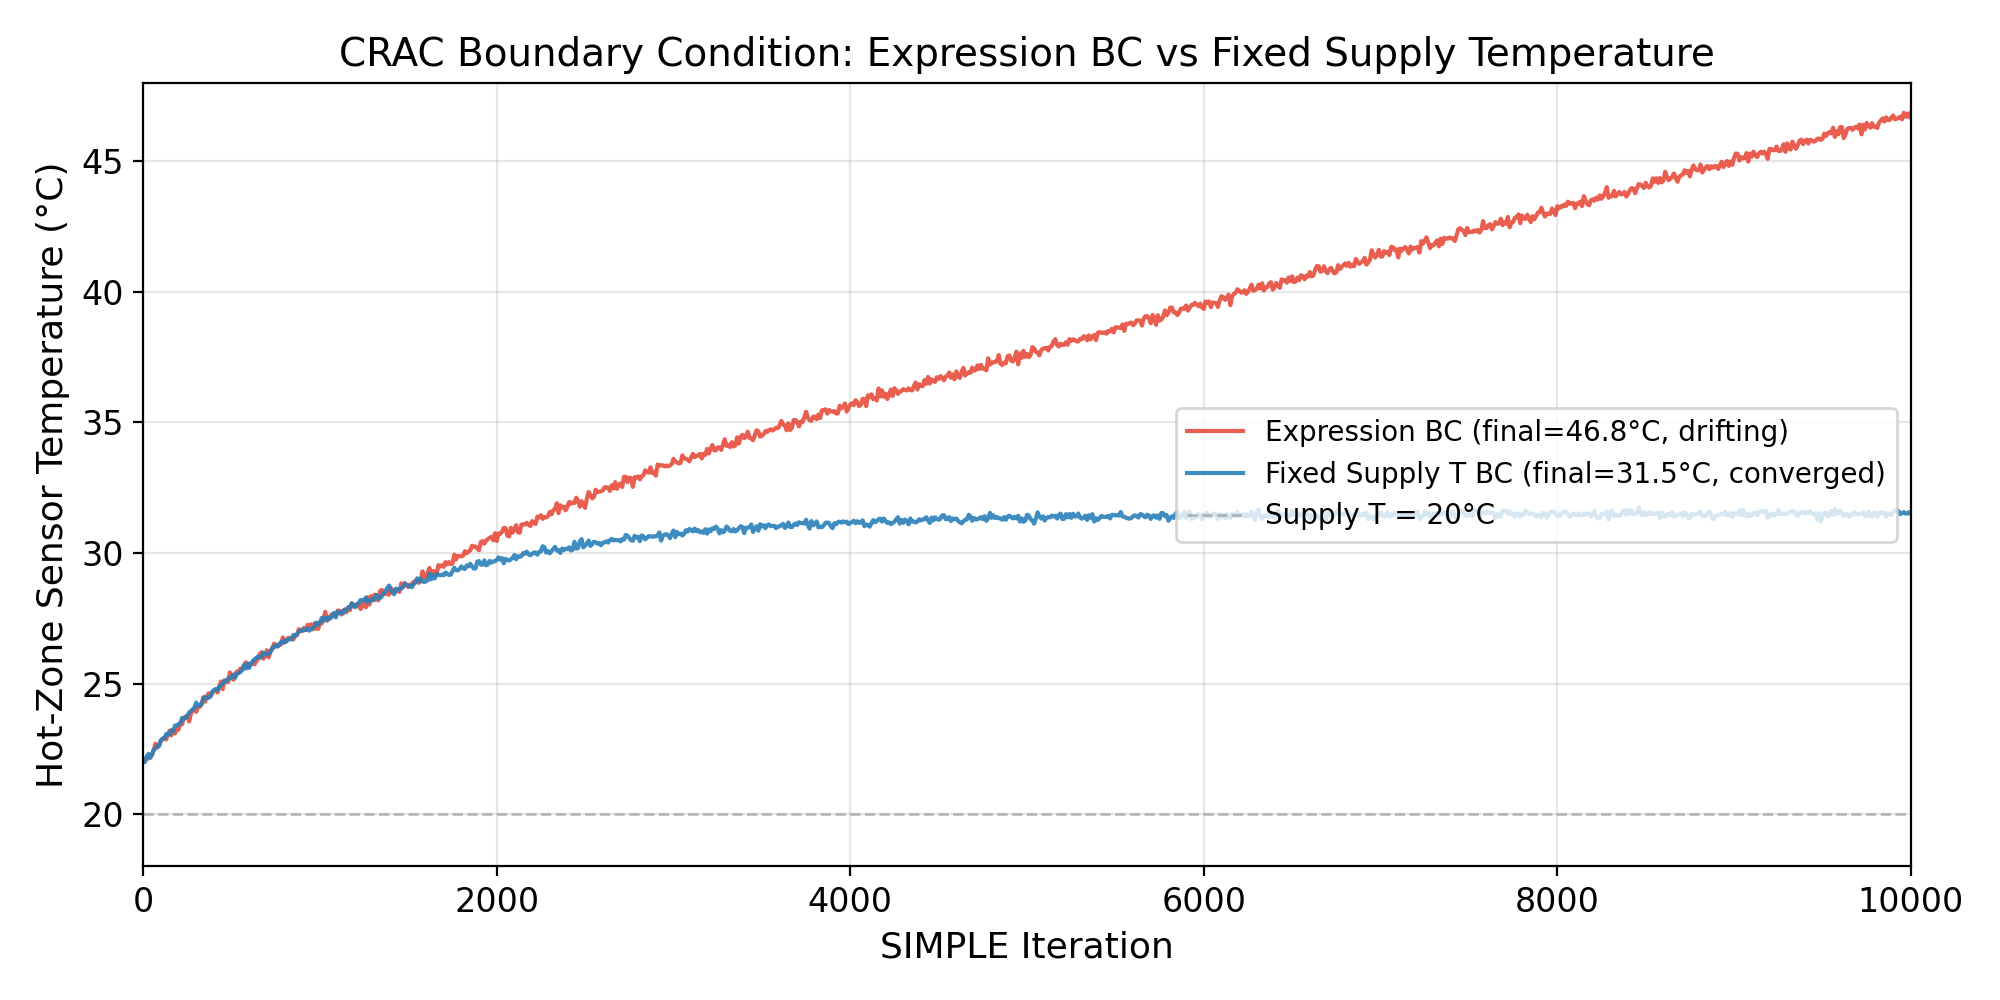 CRAC Boundary Condition: Expression BC vs Fixed Supply Temperature
Hot-Zone Sensor Temperature (°C)
45
40
35
30
25
20
Expression BC (final=46.8°C, drifting)
Fixed Supply T BC (final=31.5°C, converged)
Supply T = 20°C
0 2000 4000 6000 8000 10000
SIMPLE Iteration